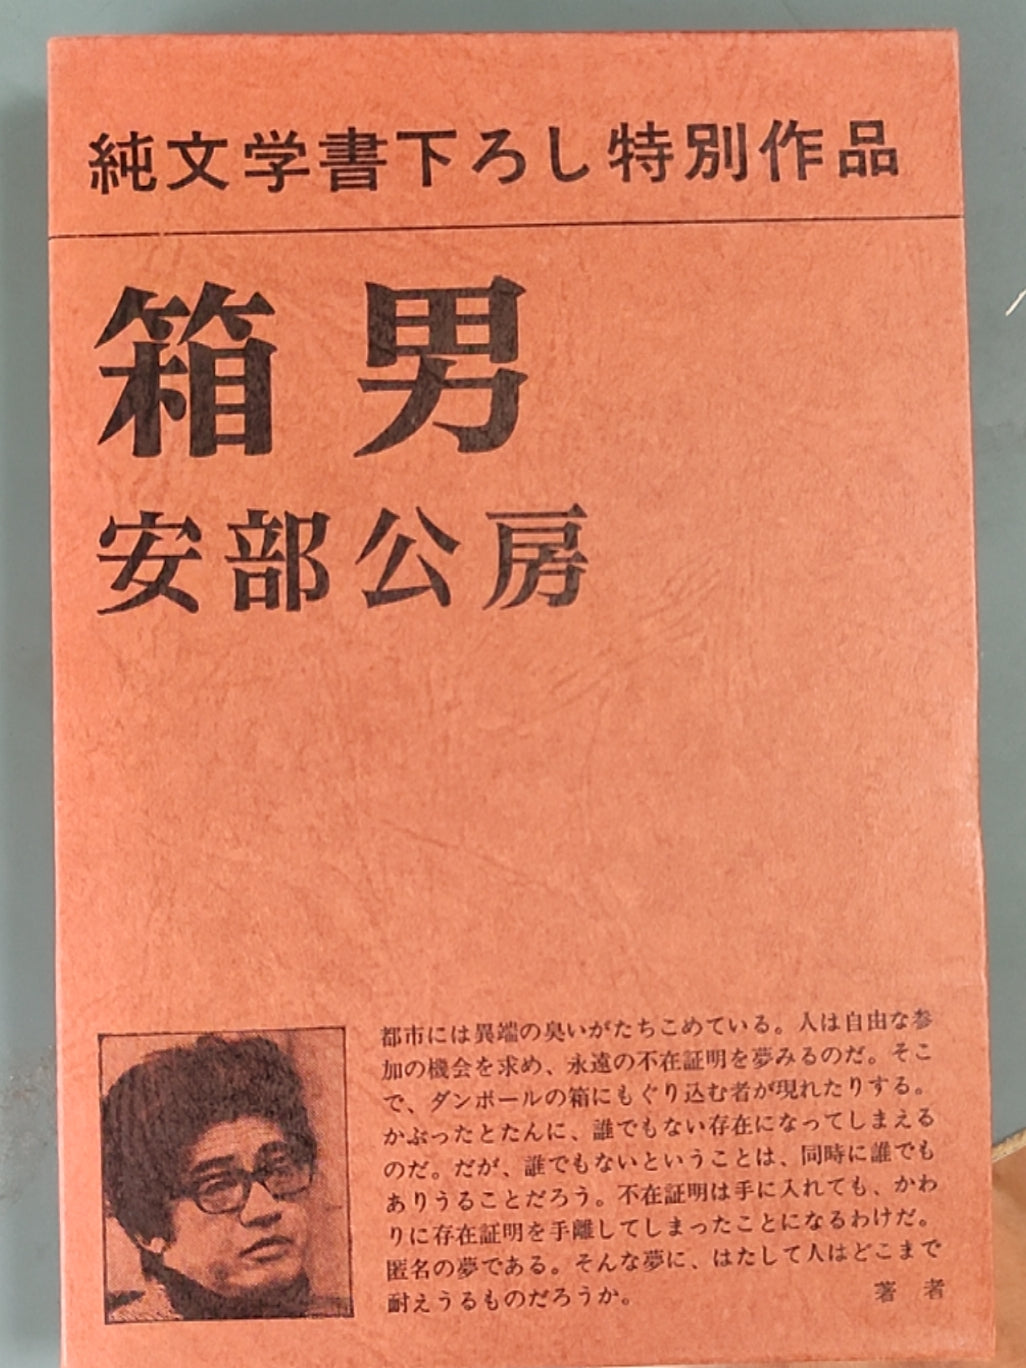 純文学書下ろし特別作品
箱男
安部公房
都市には異端の臭いがたちこめている。人は自由な参
加の機会を求め、永遠の不在証明を夢みるのだ。そこ
で、ダンボールの箱にもぐり込む者が現れたりする。
かぶったとたんに、誰でもない存在になってしまえる
のだ。だが、誰でもないということは、同時に誰でも
ありうることだろう。不在証明は手に入れても、かわ
りに存在証明を手離してしまったことになるわけだ。
匿名の夢である。そんな夢に、はたして人はどこまで
耐えうるものだろうか。
著者